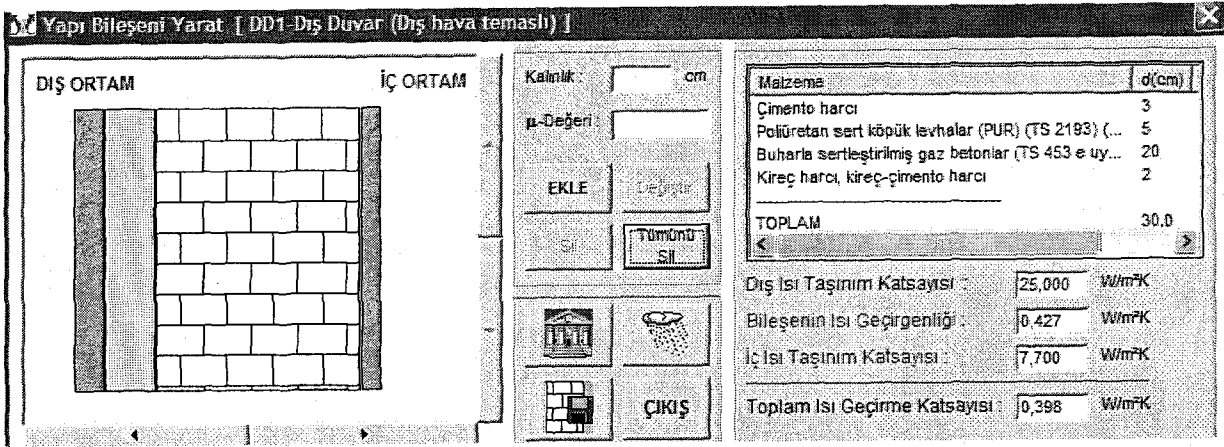 Yapı Bileşeni Yarat [ DD1-Dış Duvar (Dış hava temaslı) ]
DIŞ ORTAM
İÇ ORTAM
Kalınlık : cm
µ-Değeri :
EKLE
Değiştir
Sil
Tümünü Sil
ÇIKIŞ
Malzeme d(cm)
Çimento harcı 3
Poliüretan sert köpük levhalar (PUR) (TS 2193) (... 5
Buharla sertleştirilmiş gaz betonlar (TS 453 e uy... 20
Kireç harcı, kireç-çimento harcı 2
TOPLAM 30,0
Dış Isı Taşınım Katsayısı : 25,000 W/m²K
Bileşenin Isı Geçirgenliği : 0,427 W/m²K
İç Isı Taşınım Katsayısı : 7,700 W/m²K
Toplam Isı Geçirme Katsayısı : 0,398 W/m²K